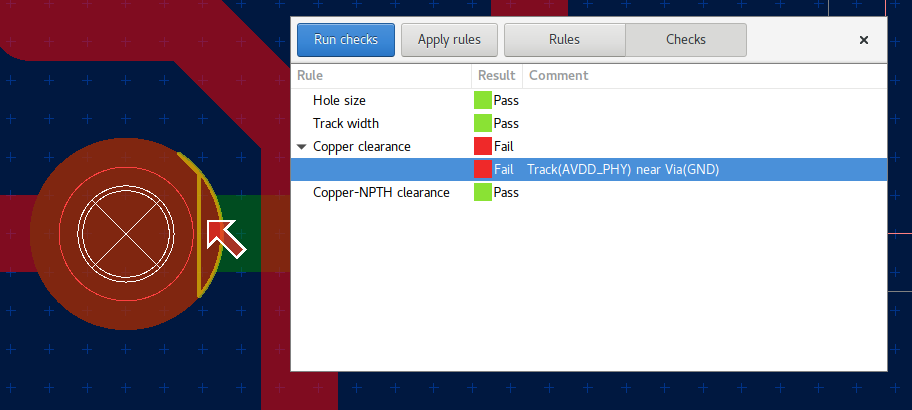 Run checks Apply rules Rules Checks
Rule Result Comment
Hole size Pass
Track width Pass
Copper clearance Fail
Fail Track(AVDD_PHY) near Via(GND)
Copper-NPTH clearance Pass